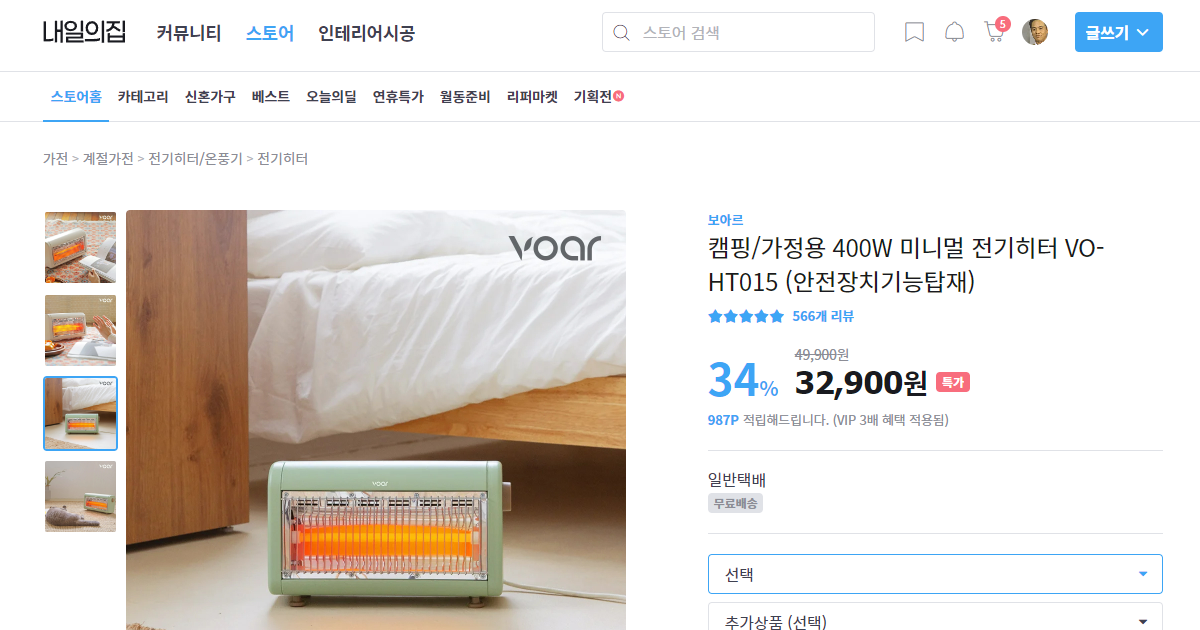 내일의집
커뮤니티
스토어
인테리어시공
스토어 검색
5
글쓰기
스토어홈
카테고리
신혼가구
베스트
오늘의딜
연휴특가
월동준비
리퍼마켓
기획전 N
가전 > 계절가전 > 전기히터/온풍기 > 전기히터
voar
voar
voar
voar
voar
voar
보아르
캠핑/가정용 400W 미니멀 전기히터 VO-
HT015 (안전장치기능탑재)
566개 리뷰
49,900원
34%
32,900원 특가
987P 적립해드립니다. (VIP 3배 혜택 적용됨)
일반택배
무료배송
선택
추가상품 (선택)